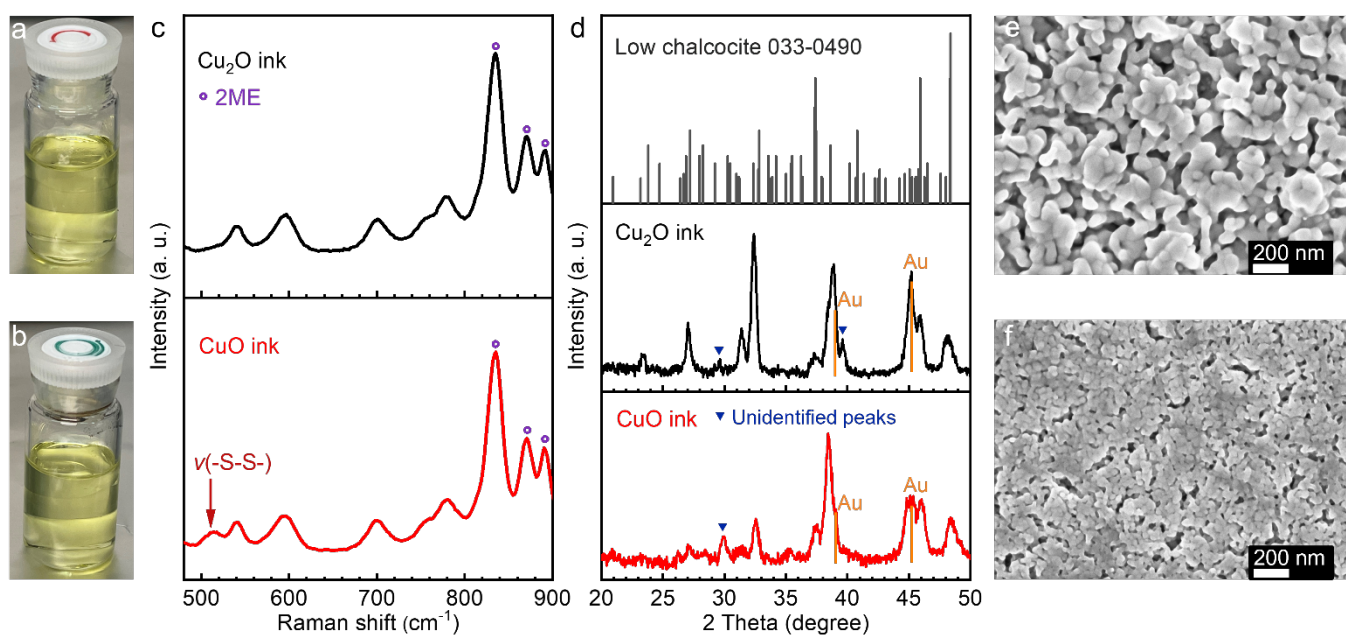 a
b
c
Cu₂O ink
2ME
CuO ink
ν(-S-S-)
Intensity (a. u.)
500 600 700 800 900
Raman shift (cm⁻¹)
d
Low chalcocite 033-0490
Cu₂O ink
Au
Au
CuO ink
Unidentified peaks
Au
Au
Intensity (a. u.)
20 25 30 35 40 45 50
2 Theta (degree)
e
200 nm
f
200 nm